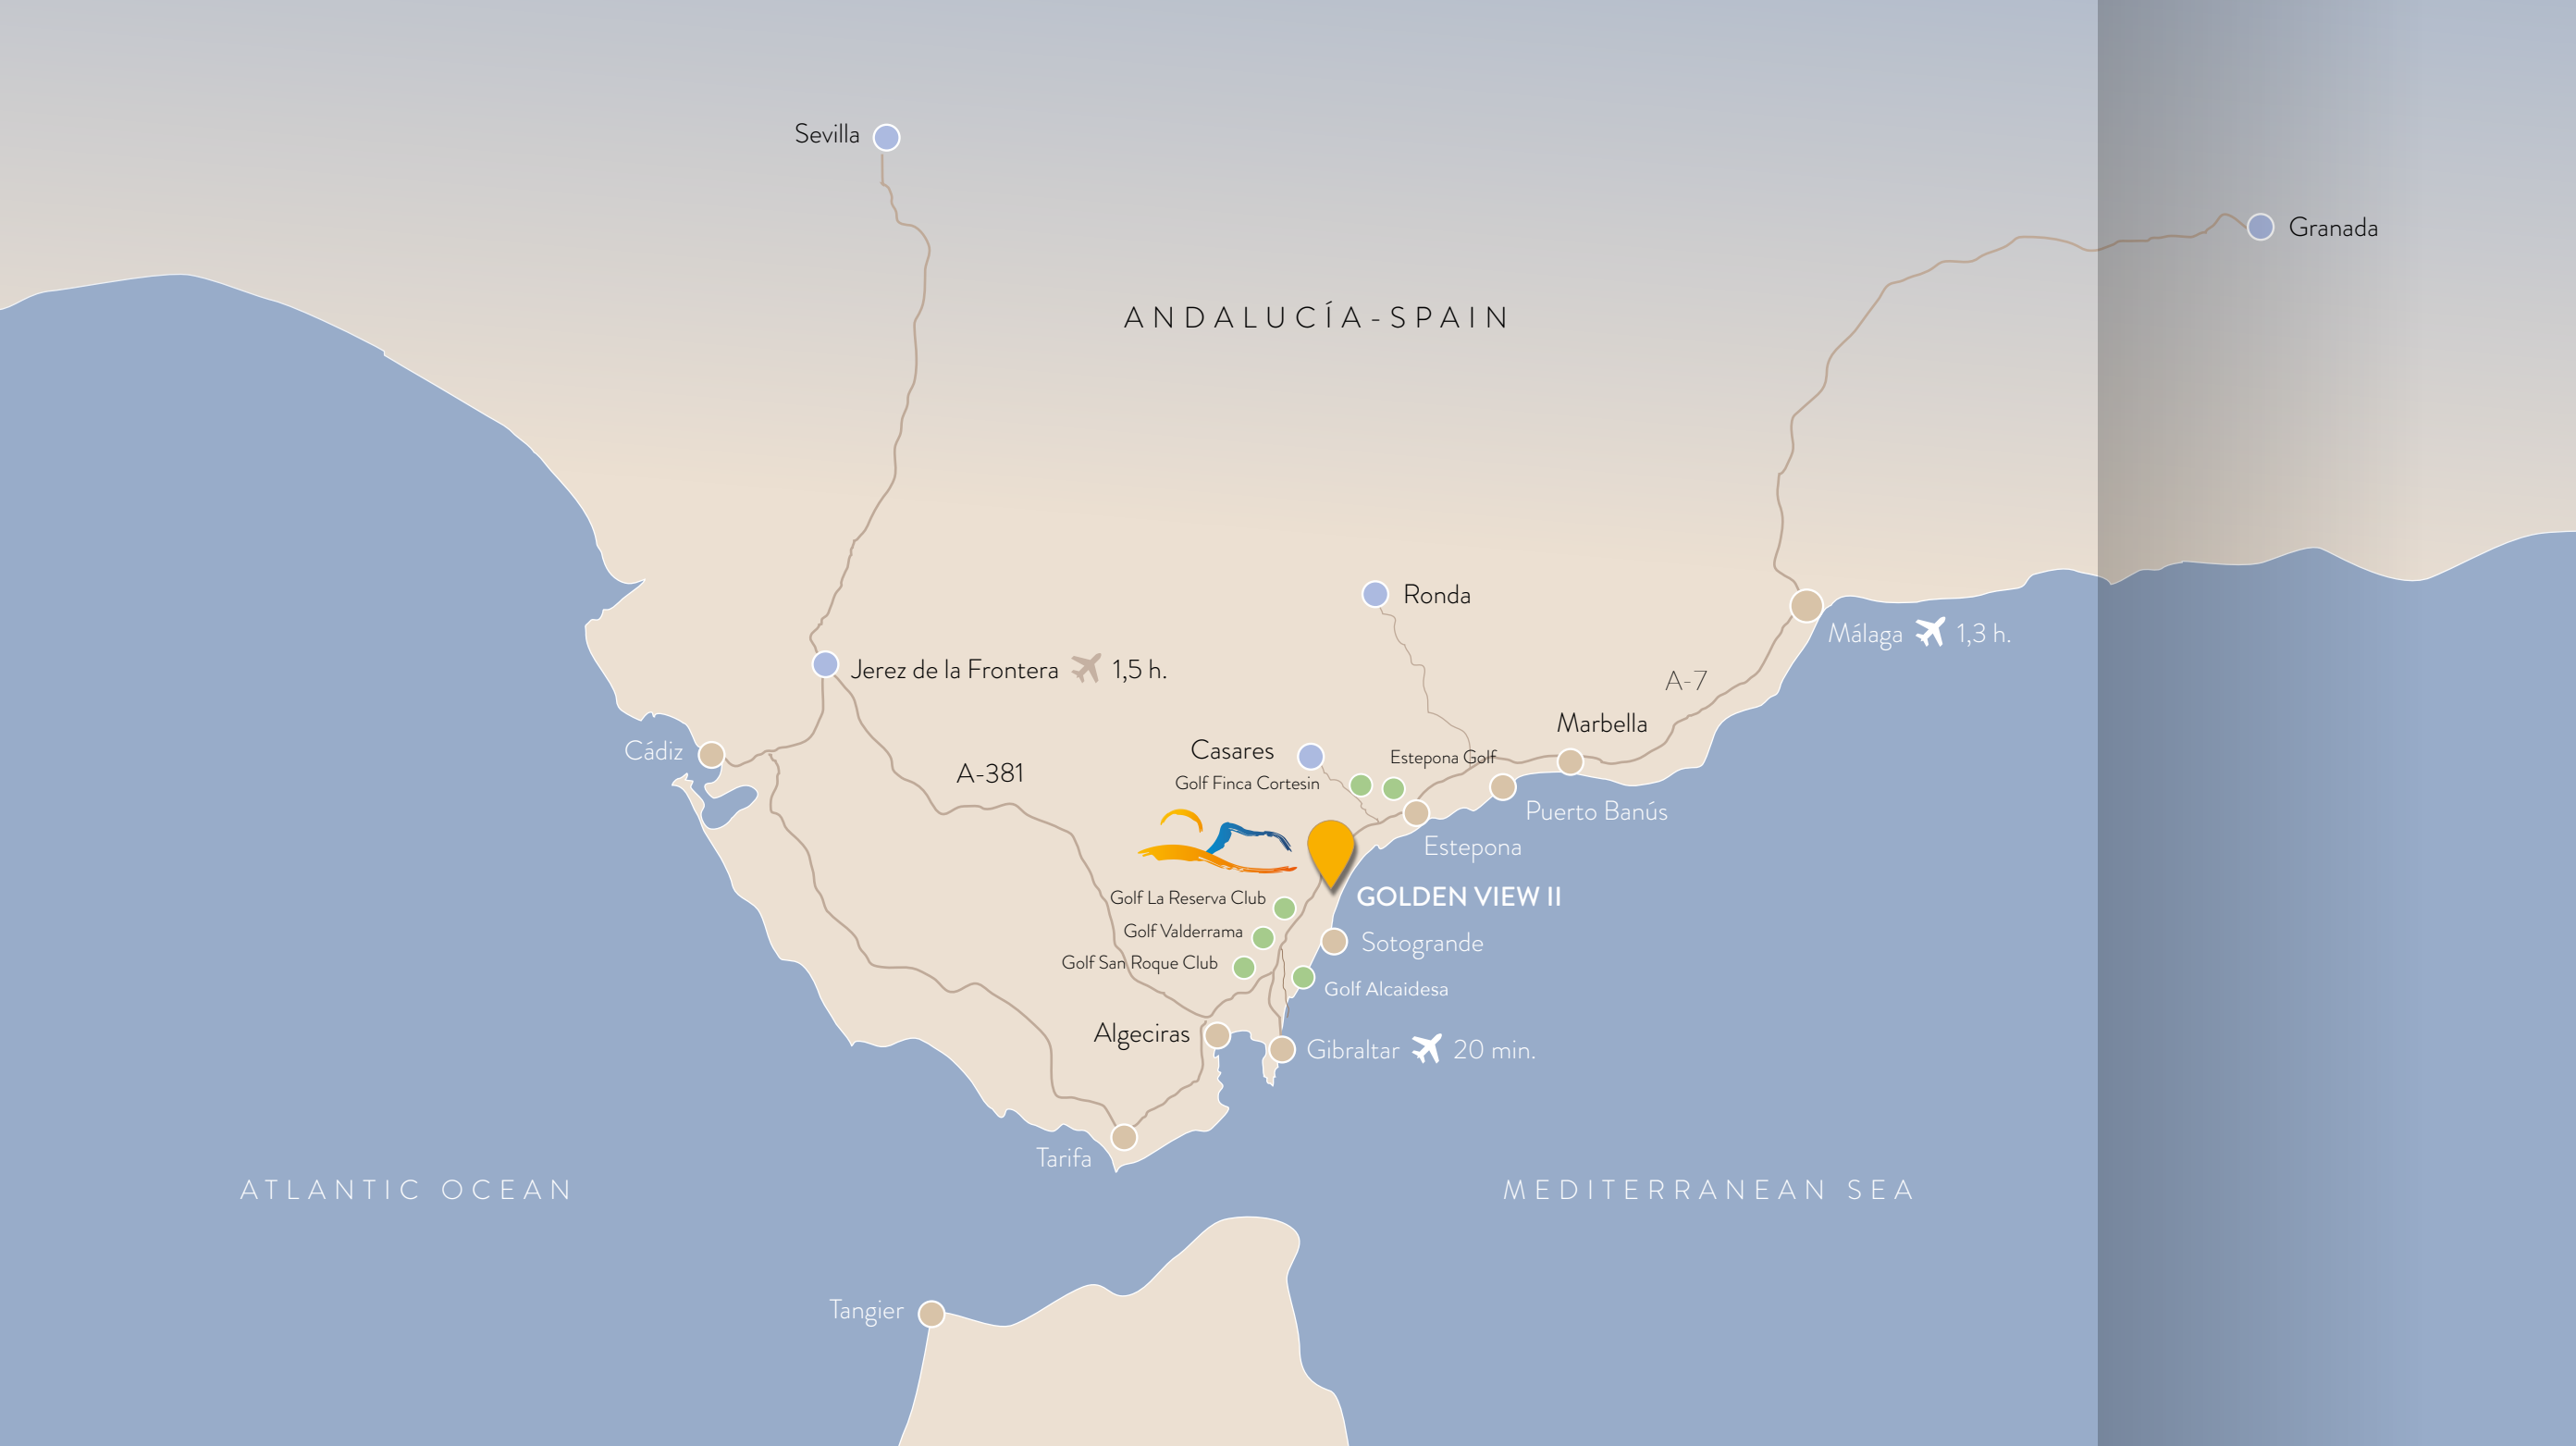 Sevilla
Granada
ANDALUCÍA-SPAIN
Ronda
Málaga 1,3 h.
Jerez de la Frontera 1,5 h.
A-7
Marbella
Cádiz
Casares
Estepona Golf
A-381
Golf Finca Cortesin
Puerto Banús
Estepona
GOLDEN VIEW II
Golf La Reserva Club
Golf Valderrama
Sotogrande
Golf San Roque Club
Golf Alcaidesa
Algeciras
Gibraltar 20 min.
Tarifa
ATLANTIC OCEAN
MEDITERRANEAN SEA
Tangier